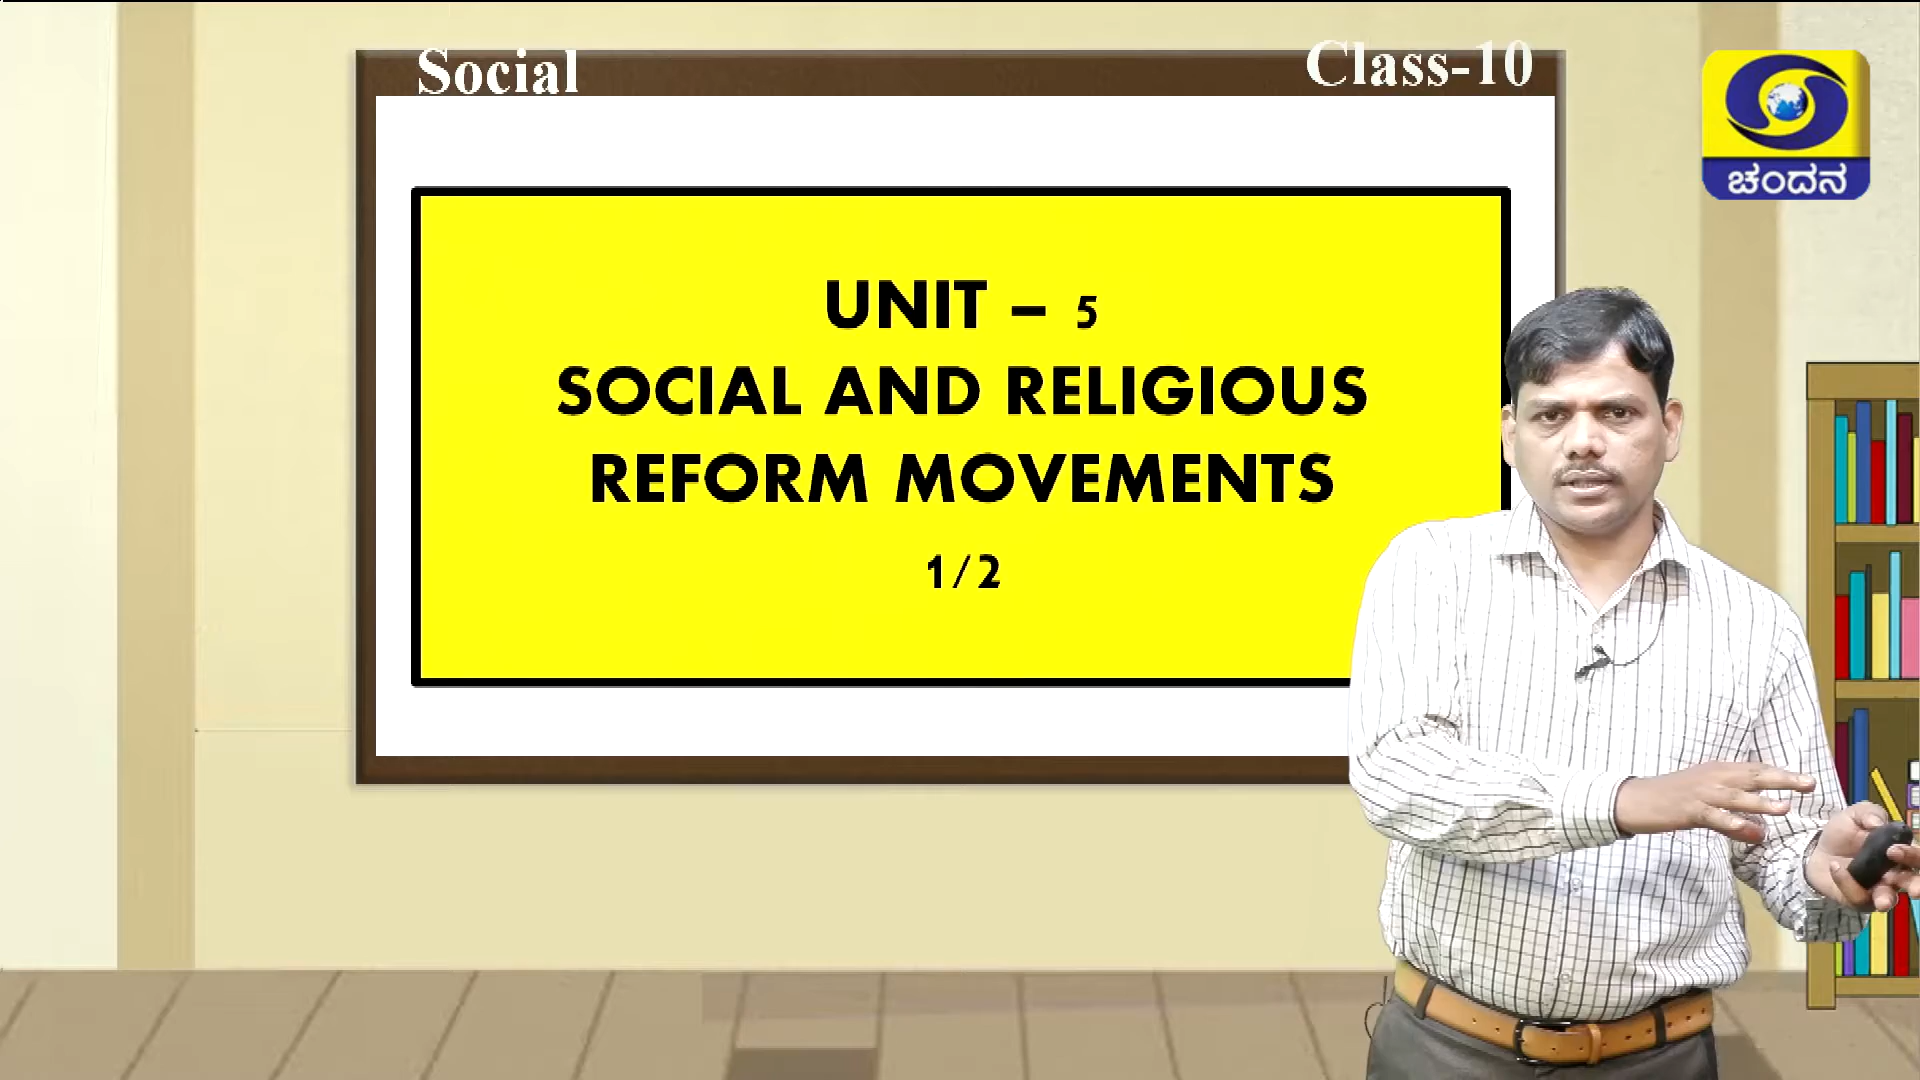 Social
Class-10
ಚಂದನ
UNIT – 5
SOCIAL AND RELIGIOUS
REFORM MOVEMENTS
1/2